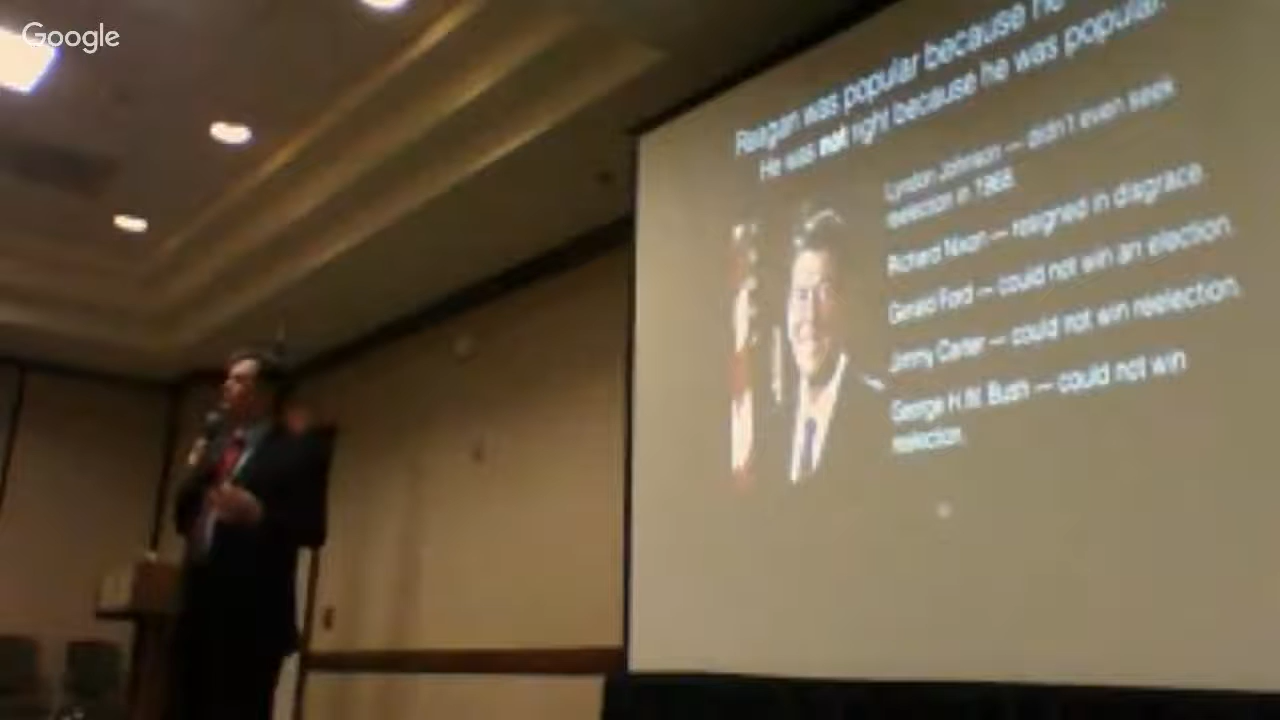 Google
Reagan was popular because he
He was not right because he was popular.
Lyndon Johnson — didn't even seek
reelection in 1968.
Richard Nixon — resigned in disgrace.
Gerald Ford — could not win an election.
Jimmy Carter — could not win reelection.
George H.W. Bush — could not win
reelection.